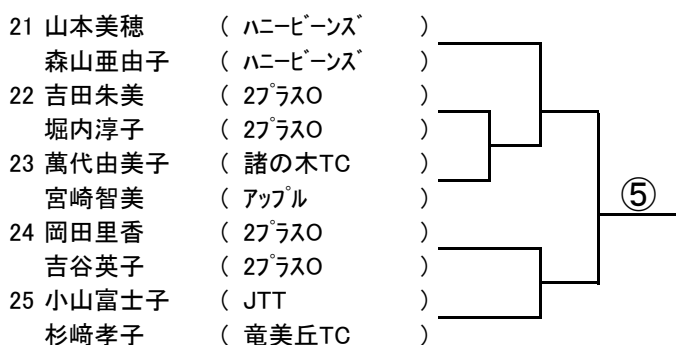 21 山本美穂 ( ﾊﾆｰﾋﾞｰﾝｽﾞ )
森山亜由子 ( ﾊﾆｰﾋﾞｰﾝｽﾞ )
22 吉田朱美 ( 2ﾌﾟﾗｽO )
堀内淳子 ( 2ﾌﾟﾗｽO )
23 萬代由美子 ( 諸の木TC )
宮崎智美 ( ｱｯﾌﾟﾙ )
⑤
24 岡田里香 ( 2ﾌﾟﾗｽO )
吉谷英子 ( 2ﾌﾟﾗｽO )
25 小山富士子 ( JTT )
杉﨑孝子 ( 竜美丘TC )